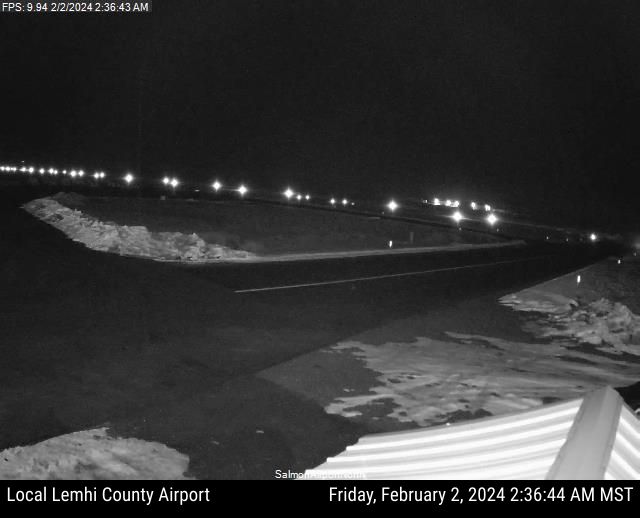 FPS: 9.94 2/2/2024 2:36:43 AM
Local Lemhi County Airport
Friday, February 2, 2024 2:36:44 AM MST